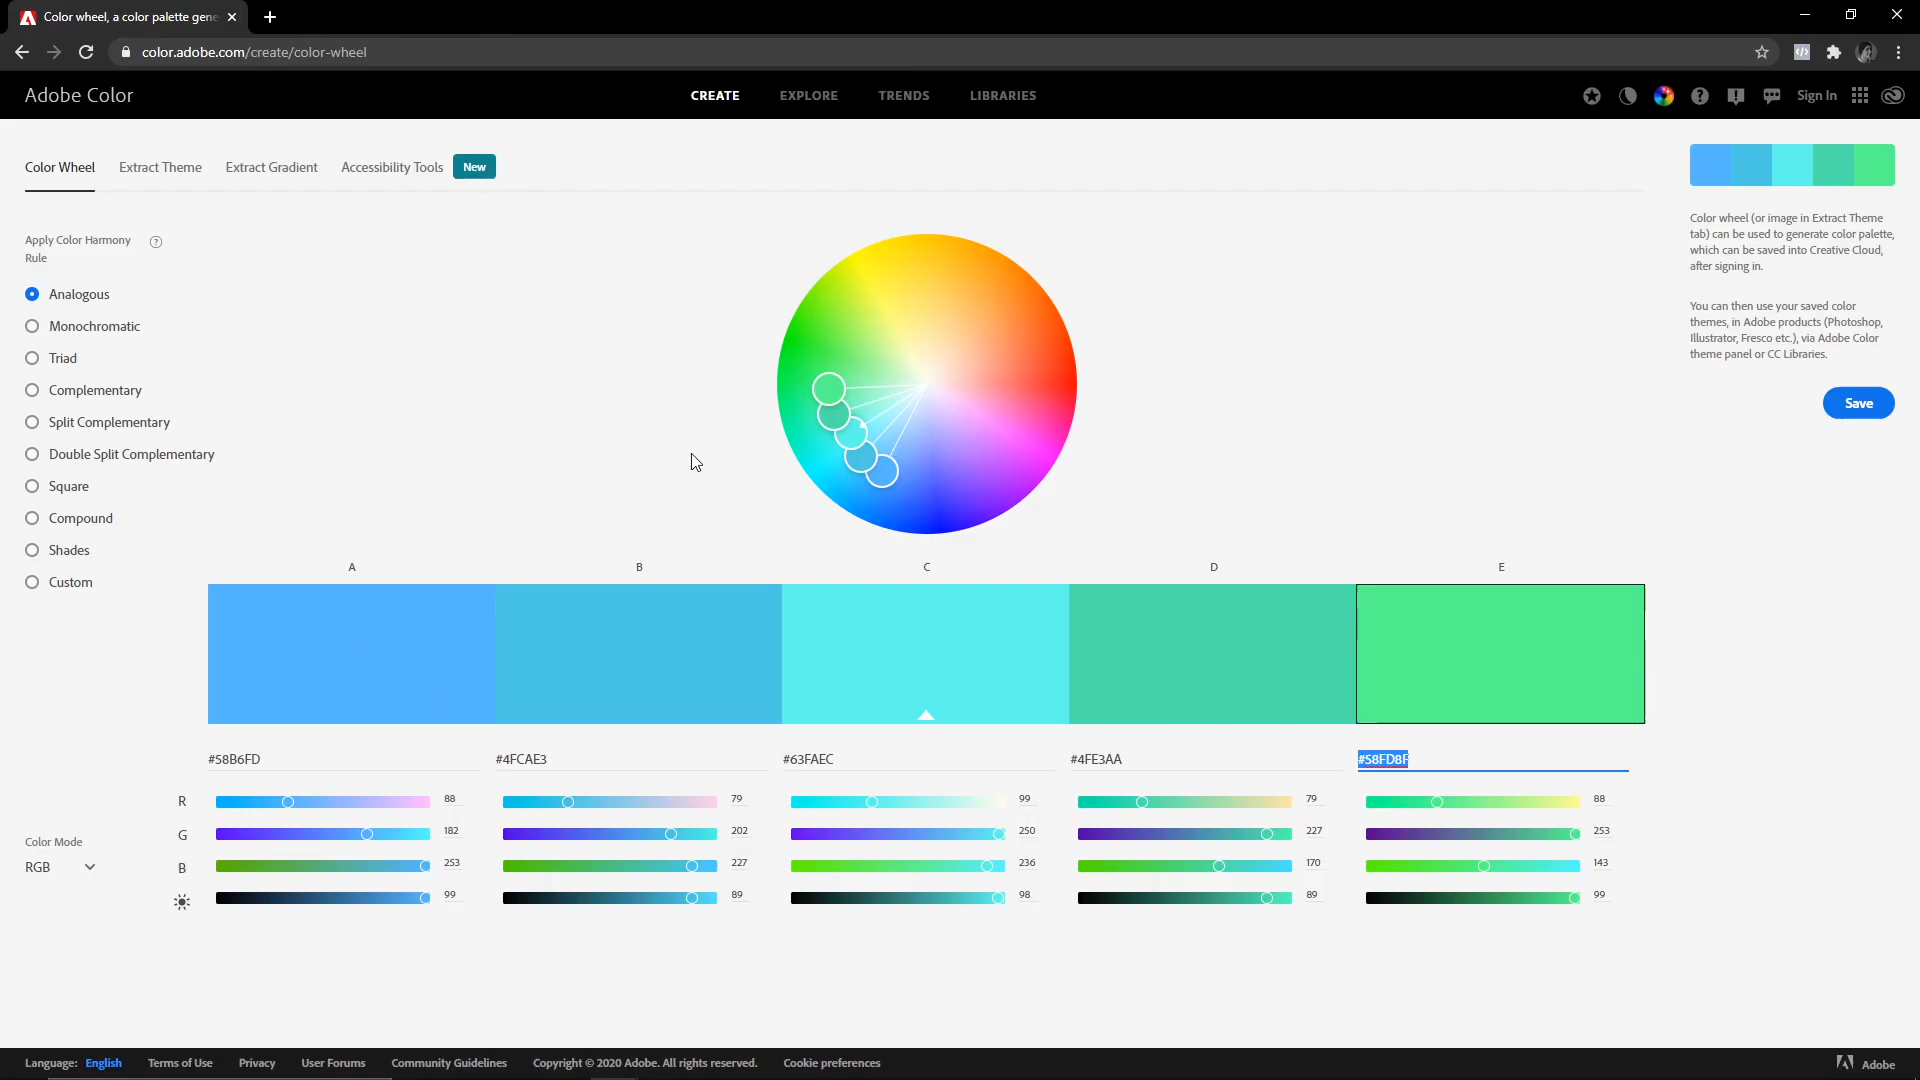 Color wheel, a color palette gene
color.adobe.com/create/color-wheel
Adobe Color
CREATE EXPLORE TRENDS LIBRARIES
Sign In
Color Wheel Extract Theme Extract Gradient Accessibility Tools New
Apply Color Harmony
Rule
Analogous
Monochromatic
Triad
Complementary
Split Complementary
Double Split Complementary
Square
Compound
Shades
Custom
Color wheel (or image in Extract Theme
tab) can be used to generate color palette,
which can be saved into Creative Cloud,
after signing in.
You can then use your saved color
themes, in Adobe products (Photoshop,
Illustrator, Fresco etc.), via Adobe Color
theme panel or CC Libraries.
Save
A B C D E
#58B6FD #4FCAE3 #63FAEC #4FE3AA #58FD8F
R 88 79 99 79 88
G 182 202 250 227 253
B 253 227 236 170 143
99 89 98 89 99
Color Mode
RGB
Language: English Terms of Use Privacy User Forums Community Guidelines Copyright © 2020 Adobe. All rights reserved. Cookie preferences
Adobe